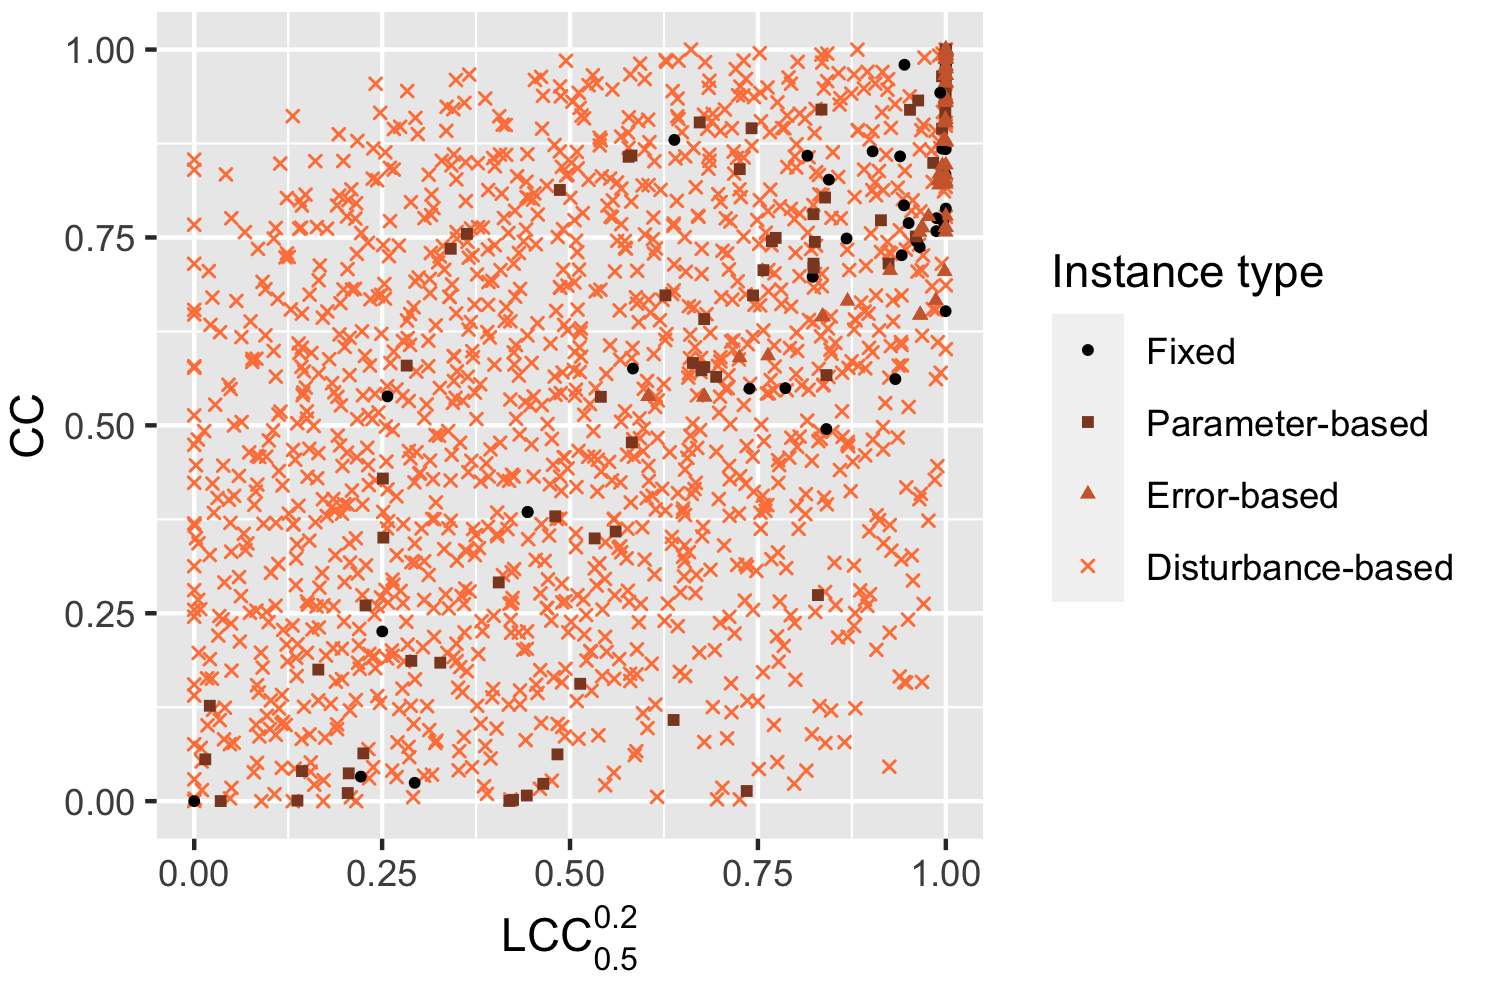 1.00
0.75
0.50
0.25
0.00
CC
0.00 0.25 0.50 0.75 1.00
LCC 0.2 0.5
Instance type
Fixed
Parameter-based
Error-based
Disturbance-based